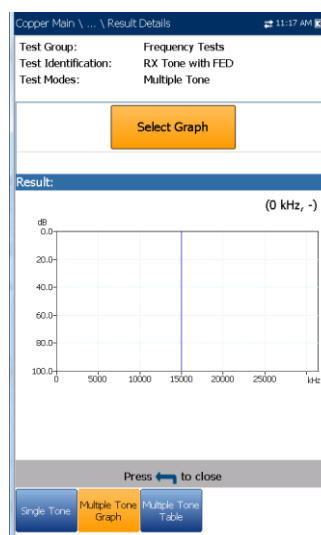 Copper Main \ ... \ Result Details 11:17 AM
Test Group: Frequency Tests
Test Identification: RX Tone with FED
Test Modes: Multiple Tone
Select Graph
Result:
(0 kHz, -)
dB
0.0
20.0
40.0
60.0
80.0
100.0
0 5000 10000 15000 20000 25000 kHz
Press to close
Single Tone
Multiple Tone Graph
Multiple Tone Table